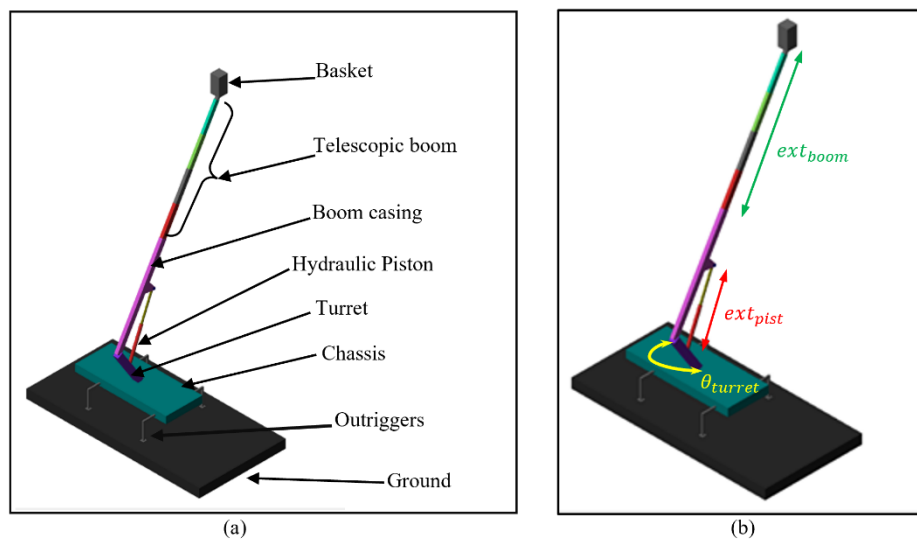 Basket
Telescopic boom
Boom casing
Hydraulic Piston
Turret
Chassis
Outriggers
Ground
(a)
ext_boom
ext_pist
θ_turret
(b)